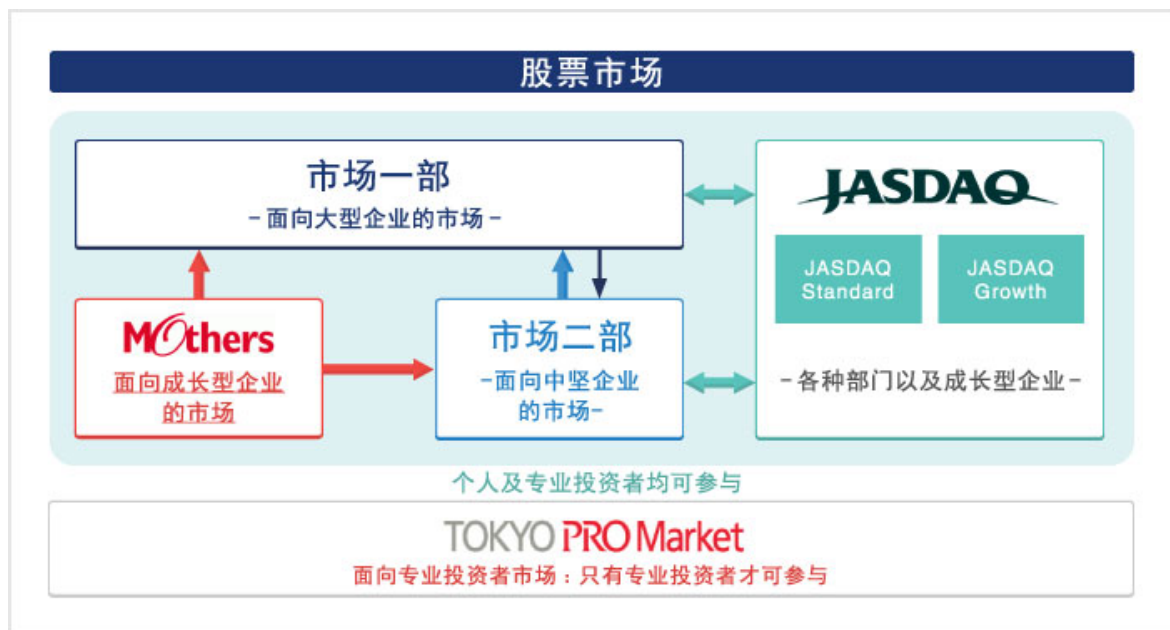 股票市场
市场一部
-面向大型企业的市场-
JASDAQ
JASDAQ
Standard
JASDAQ
Growth
-各种部门以及成长型企业-
Mothers
面向成长型企业
的市场
市场二部
-面向中坚企业
的市场-
个人及专业投资者均可参与
TOKYO PRO Market
面向专业投资者市场：只有专业投资者才可参与